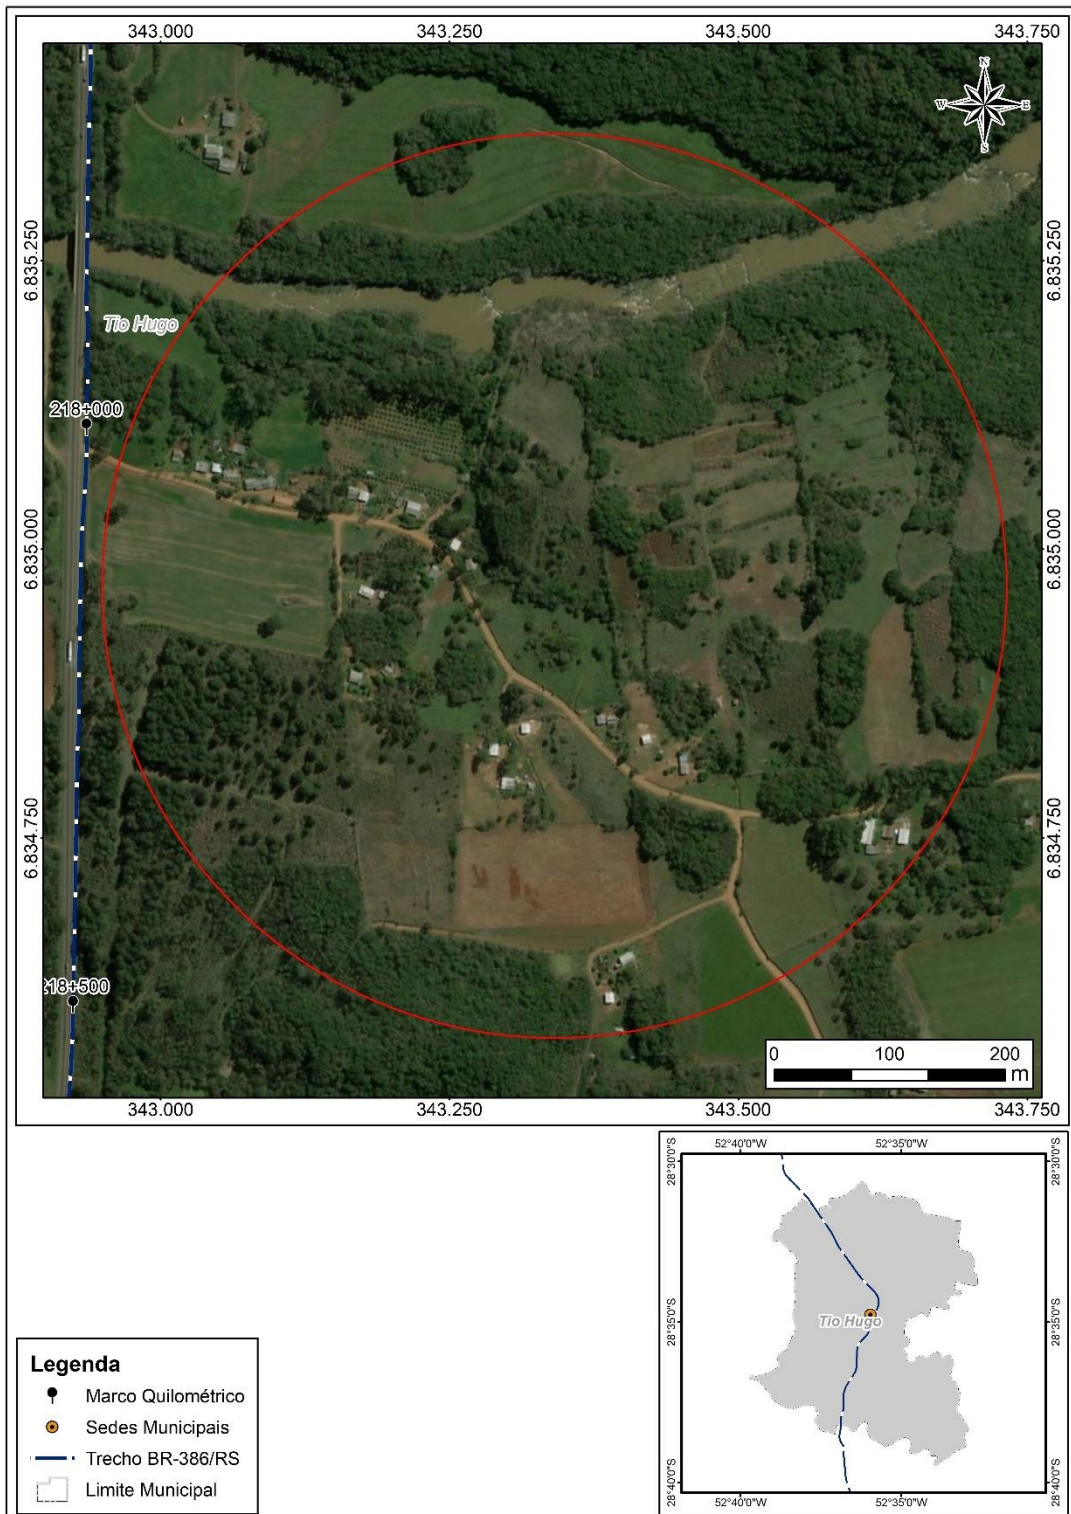 343.000 343.250 343.500 343.750
N
W E
S
6.835.250 6.835.250
Tio Hugo
218+000
6.835.000 6.835.000
6.834.750 6.834.750
218+500
0 100 200
m
343.000 343.250 343.500 343.750
52°40'0"W 52°35'0"W
28°30'0"S 28°30'0"S
Tio Hugo
28°35'0"S 28°35'0"S
28°40'0"S 28°40'0"S
52°40'0"W 52°35'0"W
Legenda
Marco Quilométrico
Sedes Municipais
Trecho BR-386/RS
Limite Municipal